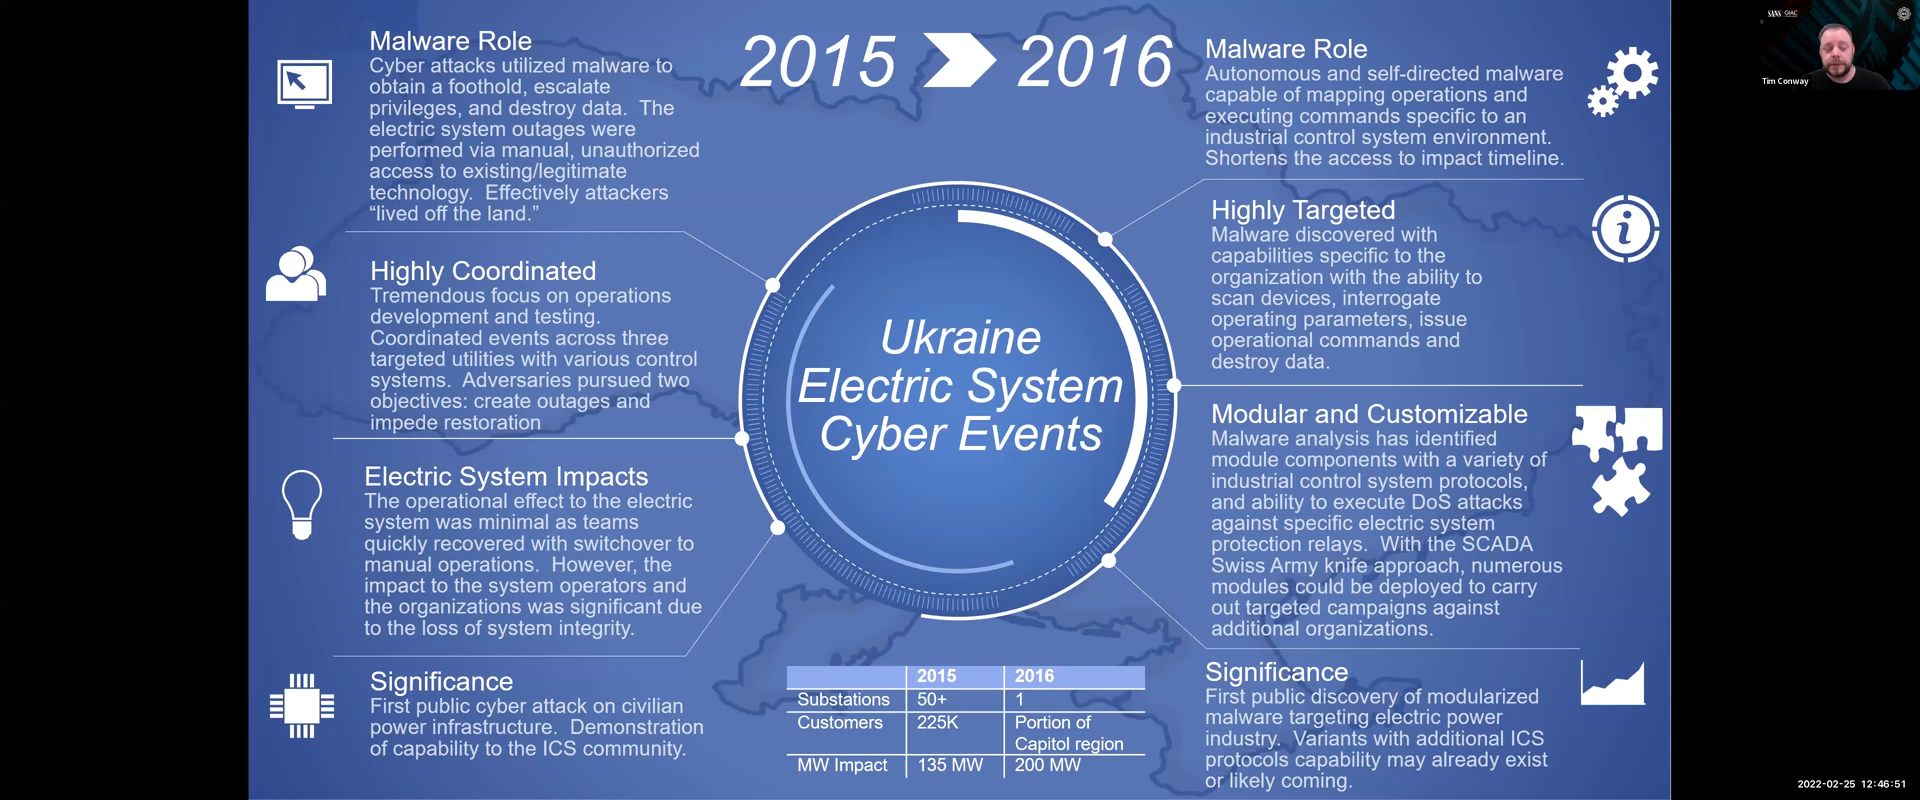 Malware Role
Cyber attacks utilized malware to
obtain a foothold, escalate
privileges, and destroy data.  The
electric system outages were
performed via manual, unauthorized
access to existing/legitimate
technology.  Effectively attackers
“lived off the land.”
Highly Coordinated
Tremendous focus on operations
development and testing.
Coordinated events across three
targeted utilities with various control
systems.  Adversaries pursued two
objectives: create outages and
impede restoration
Electric System Impacts
The operational effect to the electric
system was minimal as teams
quickly recovered with switchover to
manual operations.  However, the
impact to the system operators and
the organizations was significant due
to the loss of system integrity.
Significance
First public cyber attack on civilian
power infrastructure.  Demonstration
of capability to the ICS community.
2015 2016
Ukraine
Electric System
Cyber Events
2015 2016
Substations 50+ 1
Customers 225K Portion of
Capitol region
MW Impact 135 MW 200 MW
Malware Role
Autonomous and self-directed malware
capable of mapping operations and
executing commands specific to an
industrial control system environment.
Shortens the access to impact timeline.
Highly Targeted
Malware discovered with
capabilities specific to the
organization with the ability to
scan devices, interrogate
operating parameters, issue
operational commands and
destroy data.
Modular and Customizable
Malware analysis has identified
module components with a variety of
industrial control system protocols,
and ability to execute DoS attacks
against specific electric system
protection relays.  With the SCADA
Swiss Army knife approach, numerous
modules could be deployed to carry
out targeted campaigns against
additional organizations.
Significance
First public discovery of modularized
malware targeting electric power
industry.  Variants with additional ICS
protocols capability may already exist
or likely coming.
SANS GIAC
Tim Conway
2022-02-25 12:46:51